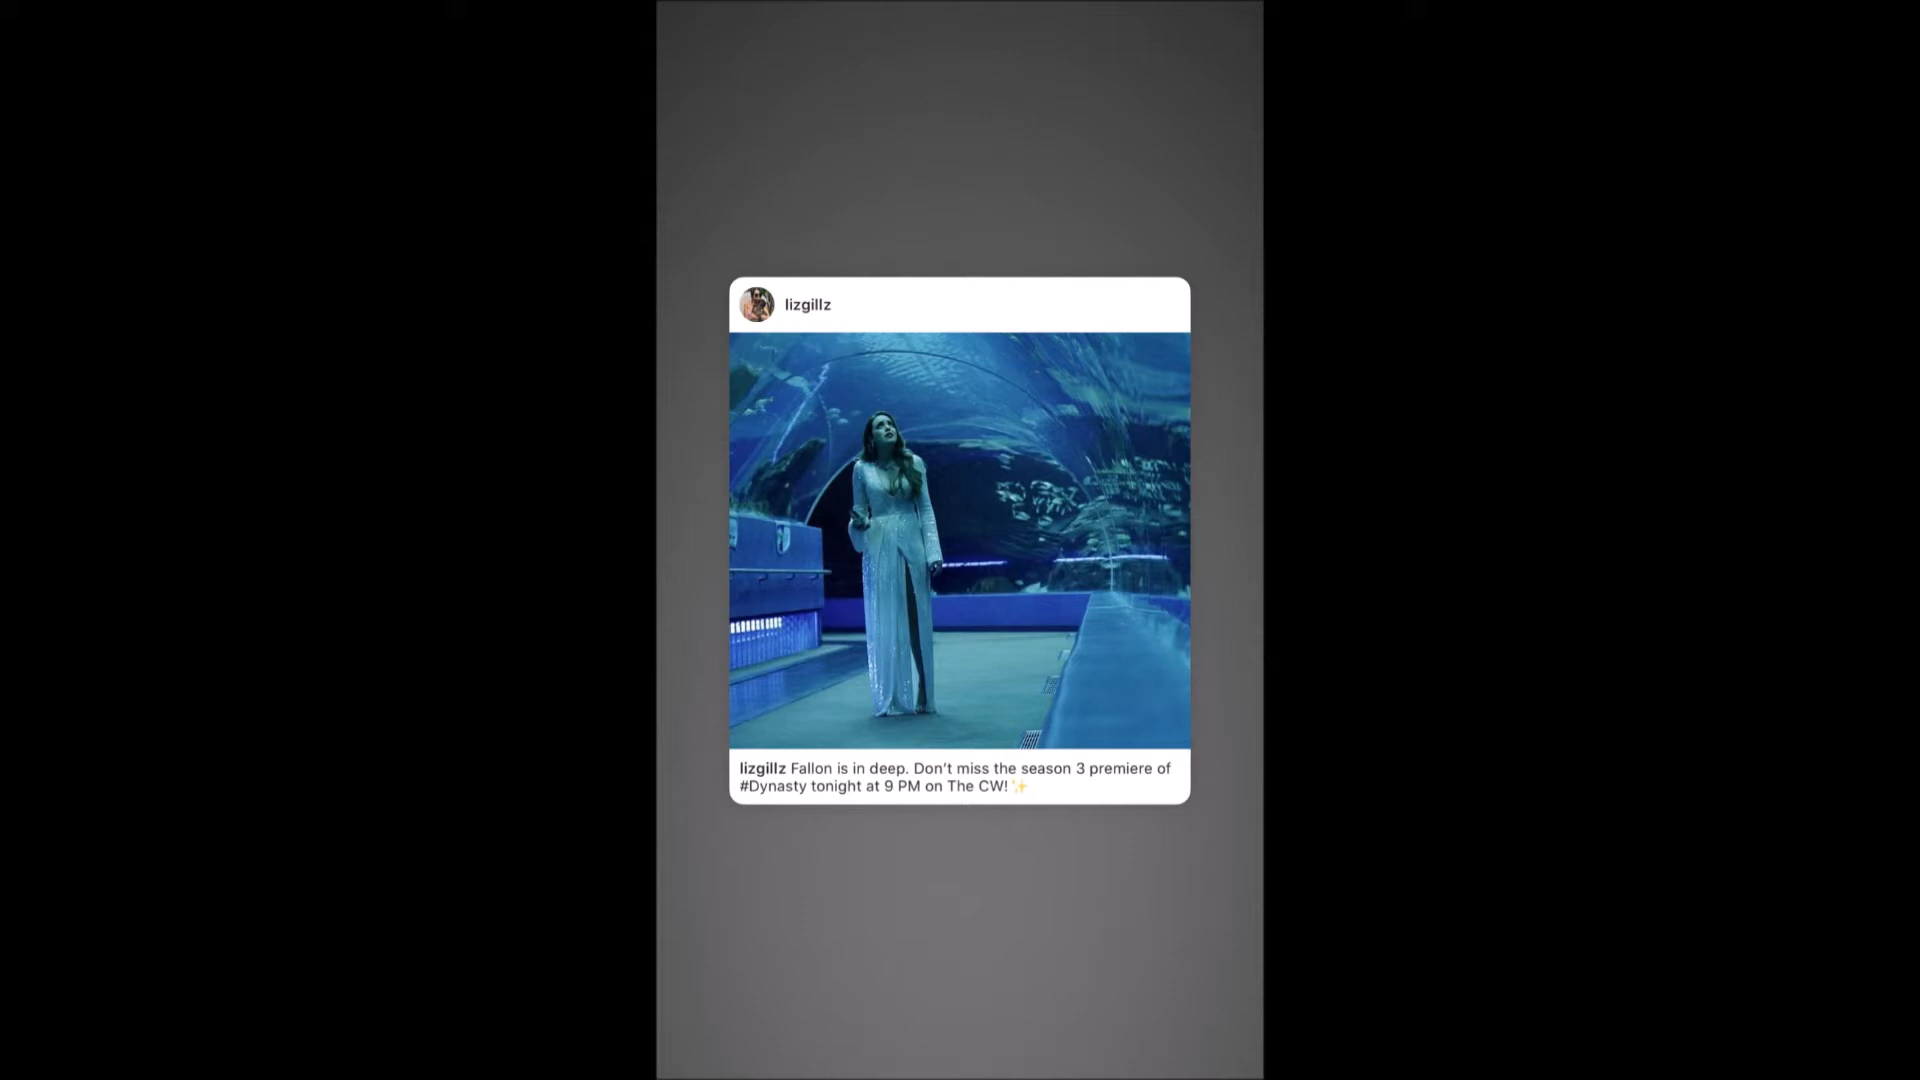 lizgillz
lizgillz Fallon is in deep. Don’t miss the season 3 premiere of
#Dynasty tonight at 9 PM on The CW!✨